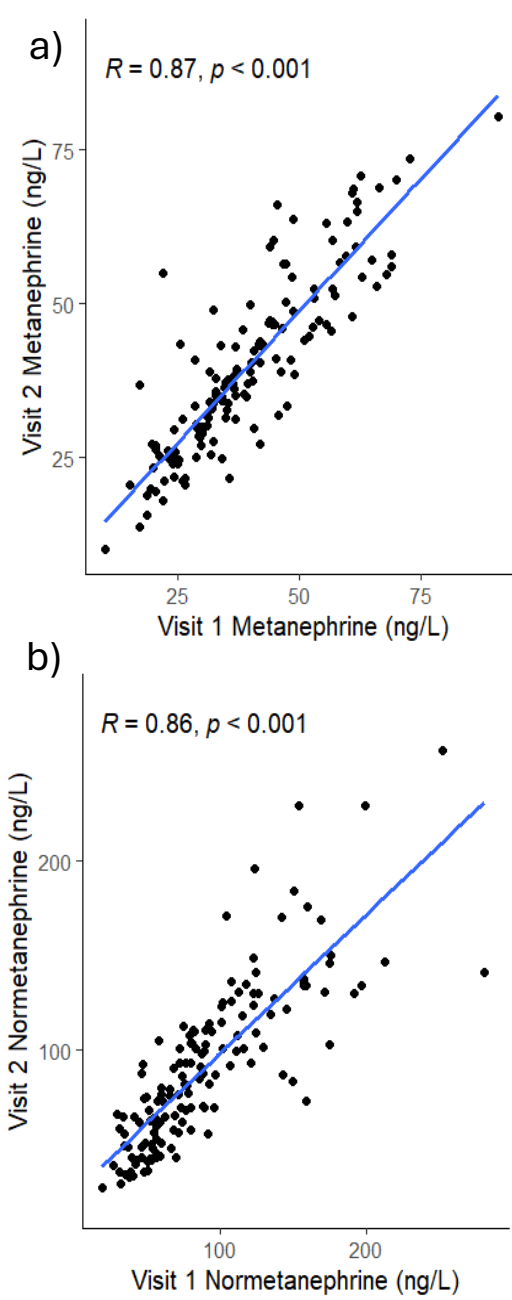 a)
R = 0.87, p < 0.001
Visit 2 Metanephrine (ng/L)
75
50
25
25 50 75
Visit 1 Metanephrine (ng/L)
b)
R = 0.86, p < 0.001
Visit 2 Normetanephrine (ng/L)
200
100
100 200
Visit 1 Normetanephrine (ng/L)